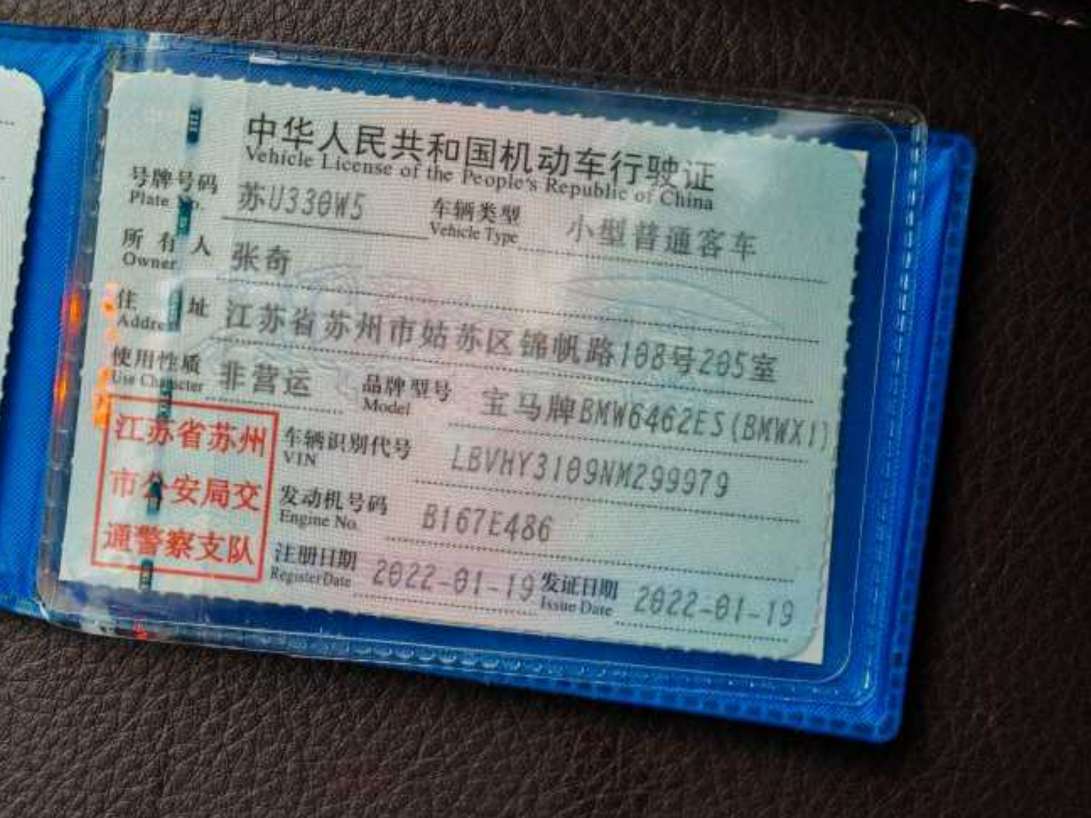 中华人民共和国机动车行驶证
Vehicle License of the People's Republic of China
号牌号码 苏U330W5 车辆类型 小型普通客车
Plate No. Vehicle Type
所有人 张奇
Owner
住址 江苏省苏州市姑苏区锦帆路108号205室
Address
使用性质 非营运 品牌型号 宝马牌BMW6462ES(BMWX1)
Use Character Model
江苏省苏州
市公安局交
通警察支队
车辆识别代号 LBVHY3109NM299979
VIN
发动机号码 B167E486
Engine No.
注册日期 2022-01-19 发证日期 2022-01-19
Register Date Issue Date